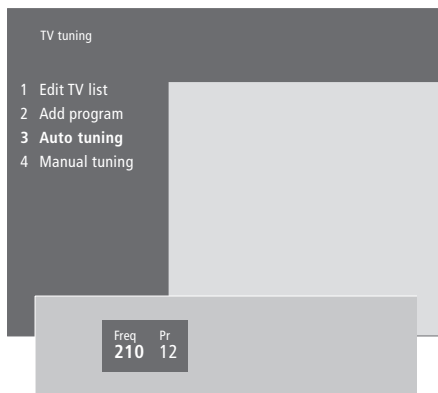 TV tuning
1 Edit TV list
2 Add program
3 Auto tuning
4 Manual tuning
Freq Pr
210 12